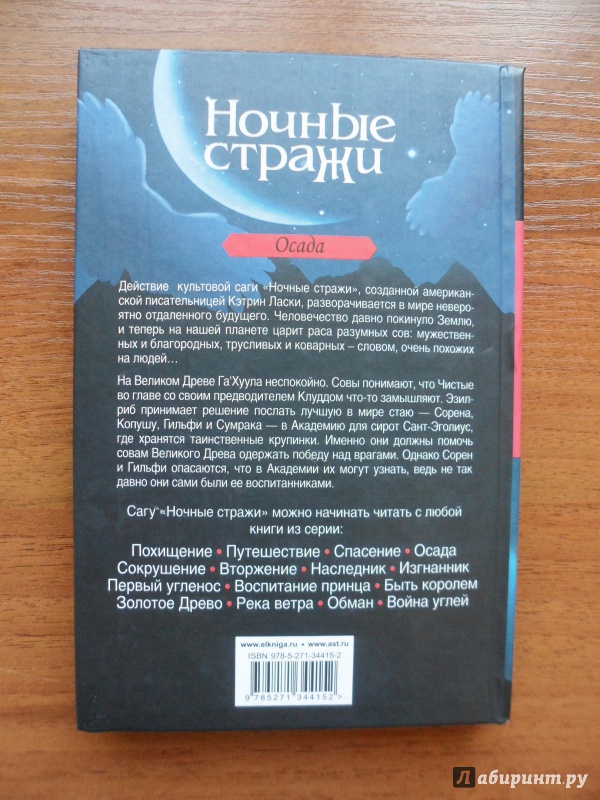 Ночные
стражи
Осада
Действие культовой саги «Ночные стражи», созданной американ-
ской писательницей Кэтрин Ласки, разворачивается в мире неверо-
ятно отдаленного будущего. Человечество давно покинуло Землю,
и теперь на нашей планете царит раса разумных сов: мужествен-
ных и благородных, трусливых и коварных – словом, очень похожих
на людей...
На Великом Древе Га'Хуула неспокойно. Совы понимают, что Чистые
во главе со своим предводителем Клуддом что-то замышляют. Эзил-
риб принимает решение послать лучшую в мире стаю — Сорена,
Копушу, Гильфи и Сумрака — в Академию для сирот Сант-Эголиус,
где хранятся таинственные крупинки. Именно они должны помочь
совам Великого Древа одержать победу над врагами. Однако Сорен
и Гильфи опасаются, что в Академии их могут узнать, ведь не так
давно они сами были ее воспитанниками.
Сагу «Ночные стражи» можно начинать читать с любой
книги из серии:
Похищение • Путешествие • Спасение • Осада
Сокрушение • Вторжение • Наследник • Изгнанник
Первый угленос • Воспитание принца • Быть королем
Золотое Древо • Река ветра • Обман • Война углей
www.elkniga.ru • www.ast.ru
ISBN 978-5-271-34415-2
9 785271 344152 >
Лабиринт.ру